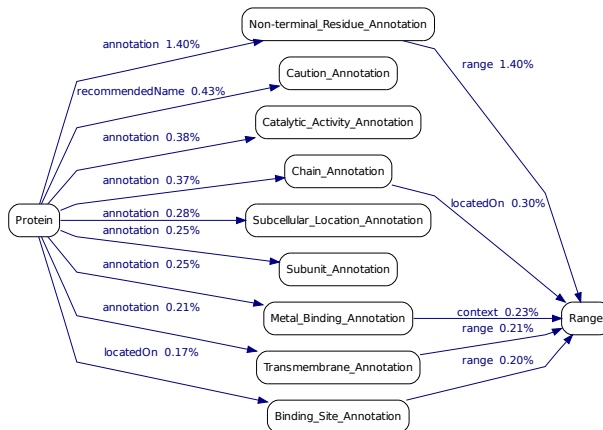 Non-terminal_Residue_Annotation
annotation 1.40%
range 1.40%
Caution_Annotation
recommendedName 0.43%
Catalytic_Activity_Annotation
annotation 0.38%
Chain_Annotation
annotation 0.37%
locatedOn 0.30%
Protein
annotation 0.28%
Subcellular_Location_Annotation
annotation 0.25%
Subunit_Annotation
annotation 0.25%
Metal_Binding_Annotation
context 0.23%
Range
annotation 0.21%
range 0.21%
Transmembrane_Annotation
locatedOn 0.17%
range 0.20%
Binding_Site_Annotation